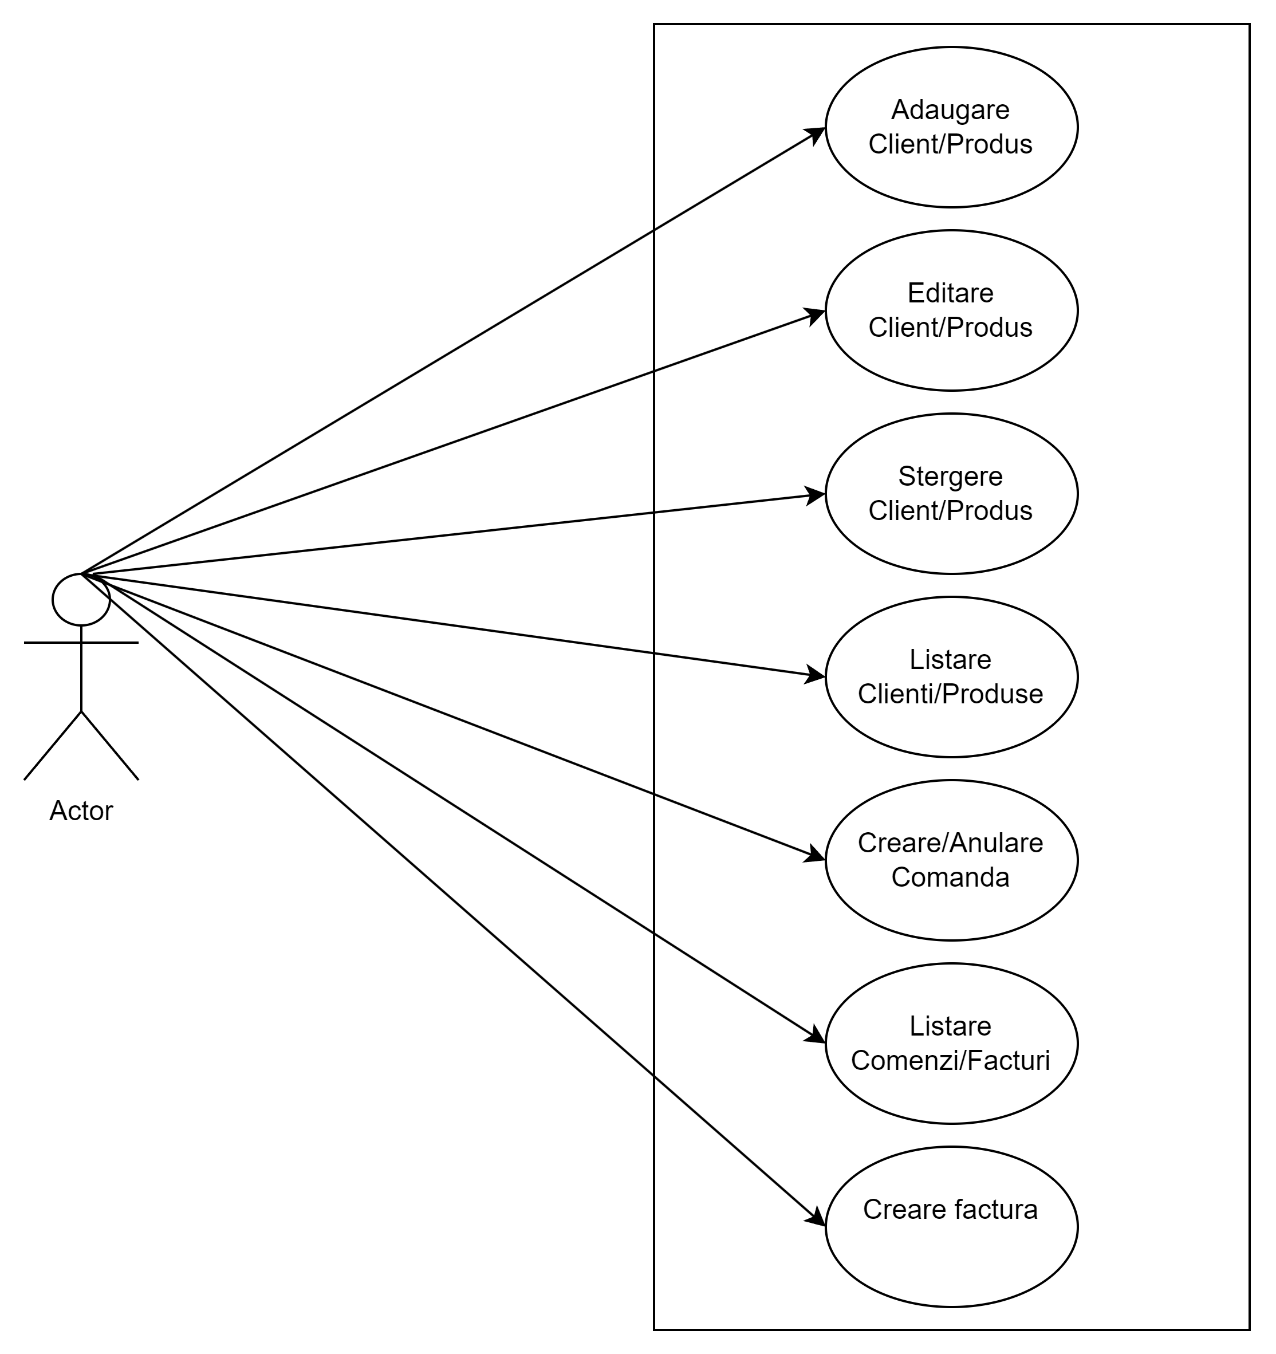 Adaugare
Client/Produs
Editare
Client/Produs
Stergere
Client/Produs
Listare
Clienti/Produse
Actor
Creare/Anulare
Comanda
Listare
Comenzi/Facturi
Creare factura